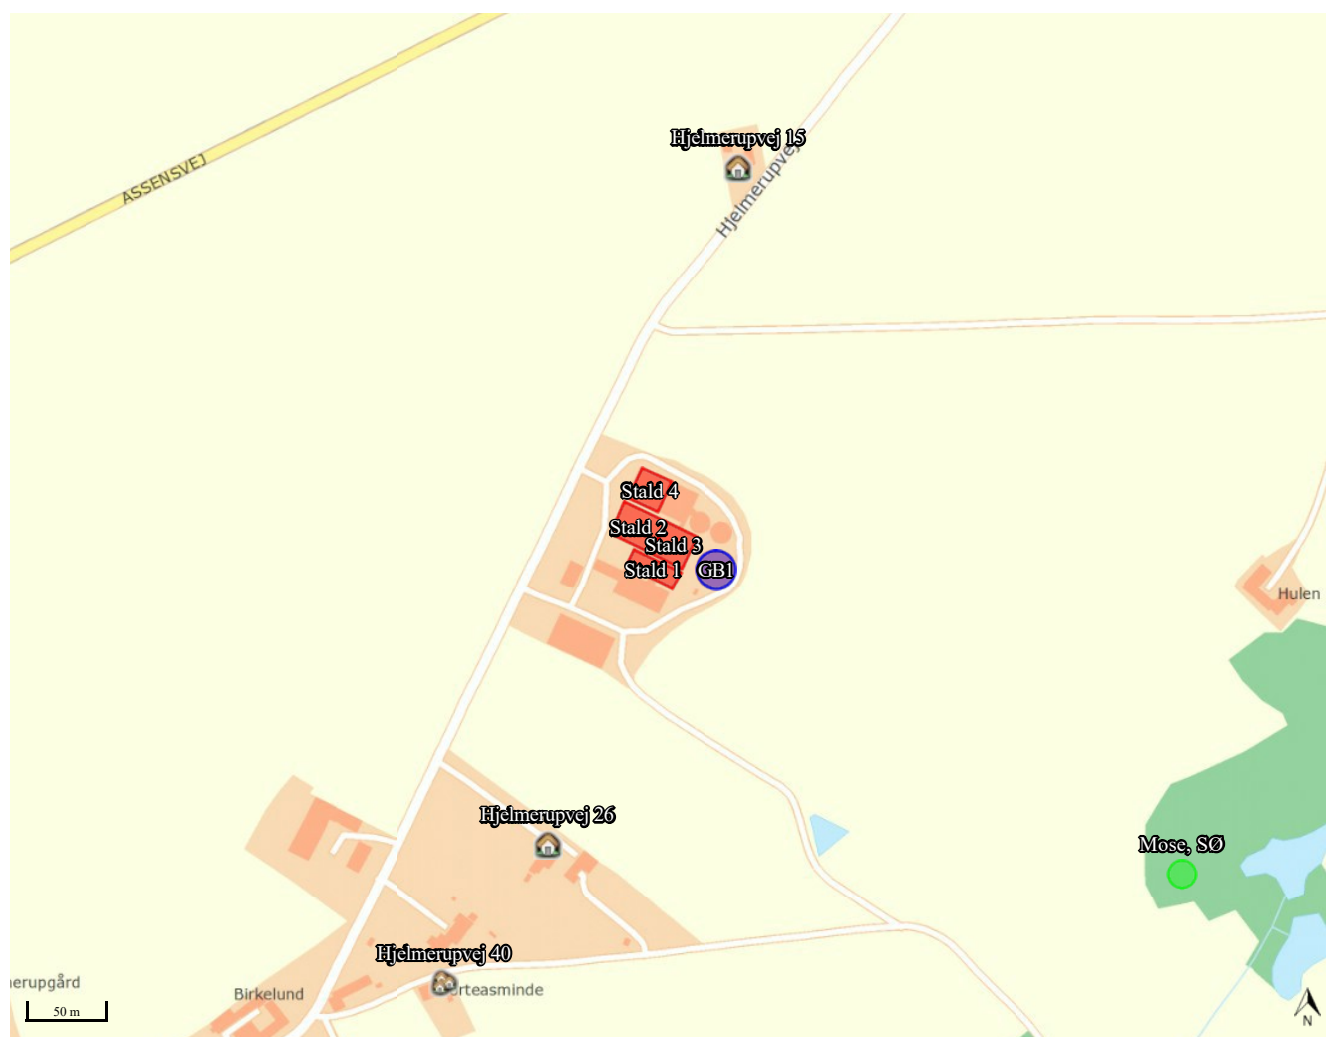 Hjelmerupvej 15
ASSENSVEJ
Hjelmerupvej
Stald 4
Stald 2
Stald 3
Stald 1
GB1
Hulen
Hjelmerupvej 26
Mose, SØ
Hjelmerupvej 40
nerupgård
Birkelund
rteasminde
50 m
N